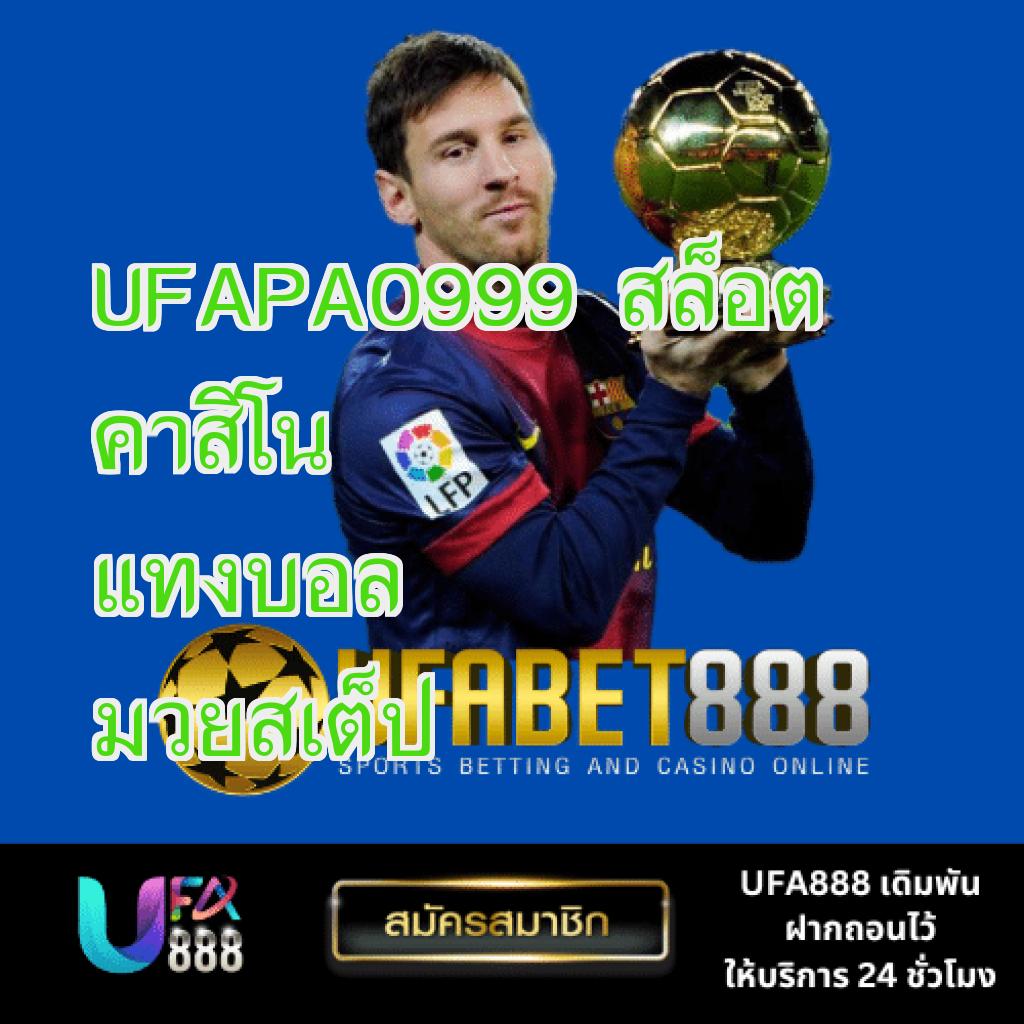 UFAPAO999 สล็อต
คาสิโน
แทงบอล
มวยสเต็ป
LFP
UFABET888
SPORTS BETTING AND CASINO ONLINE
UFA
888
สมัครสมาชิก
UFA888 เดิมพัน
ฝากถอนไว้
ให้บริการ 24 ชั่วโมง